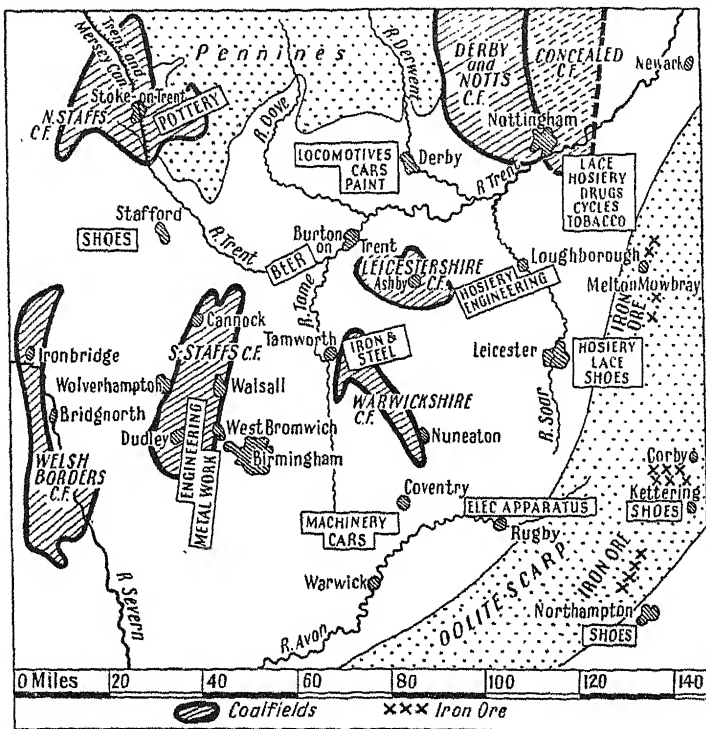 Trent and
Mersey Can.
Pennines
R. Derwent
DERBY
and
NOTTS
C.F.
CONCEALED
C.F.
Newark
Stoke-on-Trent
N. STAFFS
C.F.
POTTERY
R. Dove
Nottingham
LOCOMOTIVES
CARS
PAINT
Derby
R. Trent
LACE
HOSIERY
DRUGS
CYCLES
TOBACCO
Stafford
SHOES
R. Trent
BEER
Burton
on
Trent
LEICESTERSHIRE
C.F.
Ashby
HOSIERY
ENGINEERING
Loughborough
Melton Mowbray
IRON
ORE
R. Tame
Cannock
S. STAFFS C.F.
Tamworth
IRON &
STEEL
Leicester
HOSIERY
LACE
SHOES
Ironbridge
Wolverhampton
Walsall
WARWICKSHIRE
C.F.
R. Soar
Bridgnorth
Dudley
West Bromwich
Birmingham
Nuneaton
ENGINEERING
METAL WORK
WELSH
BORDERS
C.F.
Corby
Kettering
SHOES
Coventry
ELEC APPARATUS
Rugby
MACHINERY
CARS
Warwick
IRON ORE
OOLITE SCARP
Northampton
SHOES
R. Severn
R. Avon
0 Miles 20 40 60 80 100 120 140
Coalfields xxxx Iron Ore